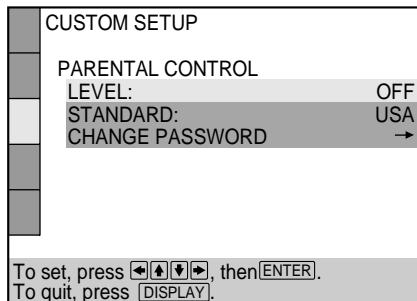 CUSTOM SETUP
PARENTAL CONTROL
LEVEL: OFF
STANDARD: USA
CHANGE PASSWORD →
To set, press ←↑↓→, then ENTER.
To quit, press DISPLAY.